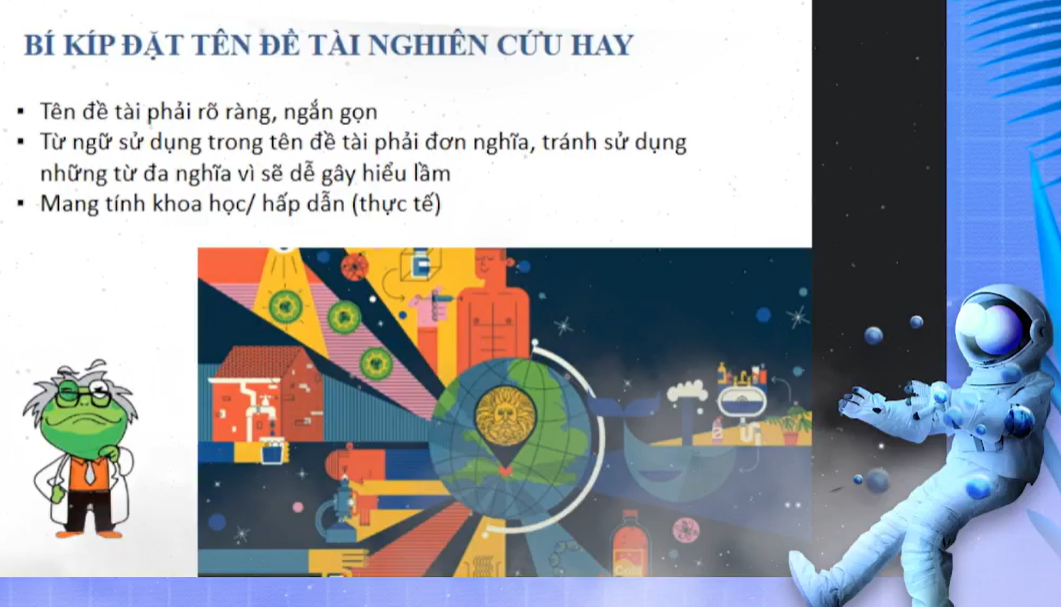 BÍ KÍP ĐẶT TÊN ĐỀ TÀI NGHIÊN CỨU HAY
▪ Tên đề tài phải rõ ràng, ngắn gọn
▪ Từ ngữ sử dụng trong tên đề tài phải đơn nghĩa, tránh sử dụng
những từ đa nghĩa vì sẽ dễ gây hiểu lầm
▪ Mang tính khoa học/ hấp dẫn (thực tế)